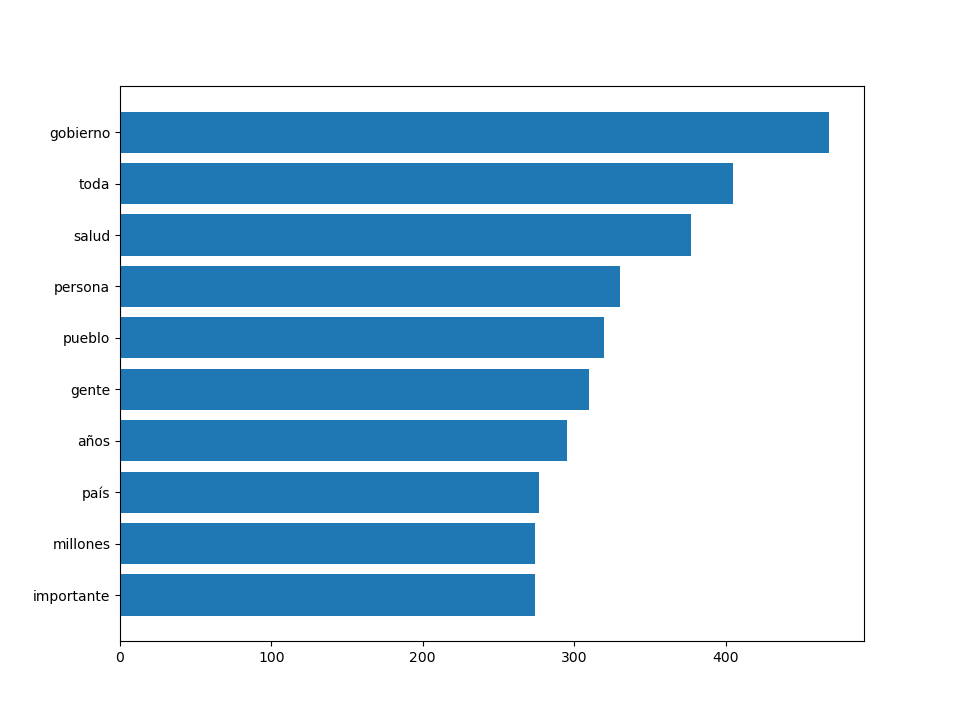 gobierno
toda
salud
persona
pueblo
gente
años
país
millones
importante
0 100 200 300 400